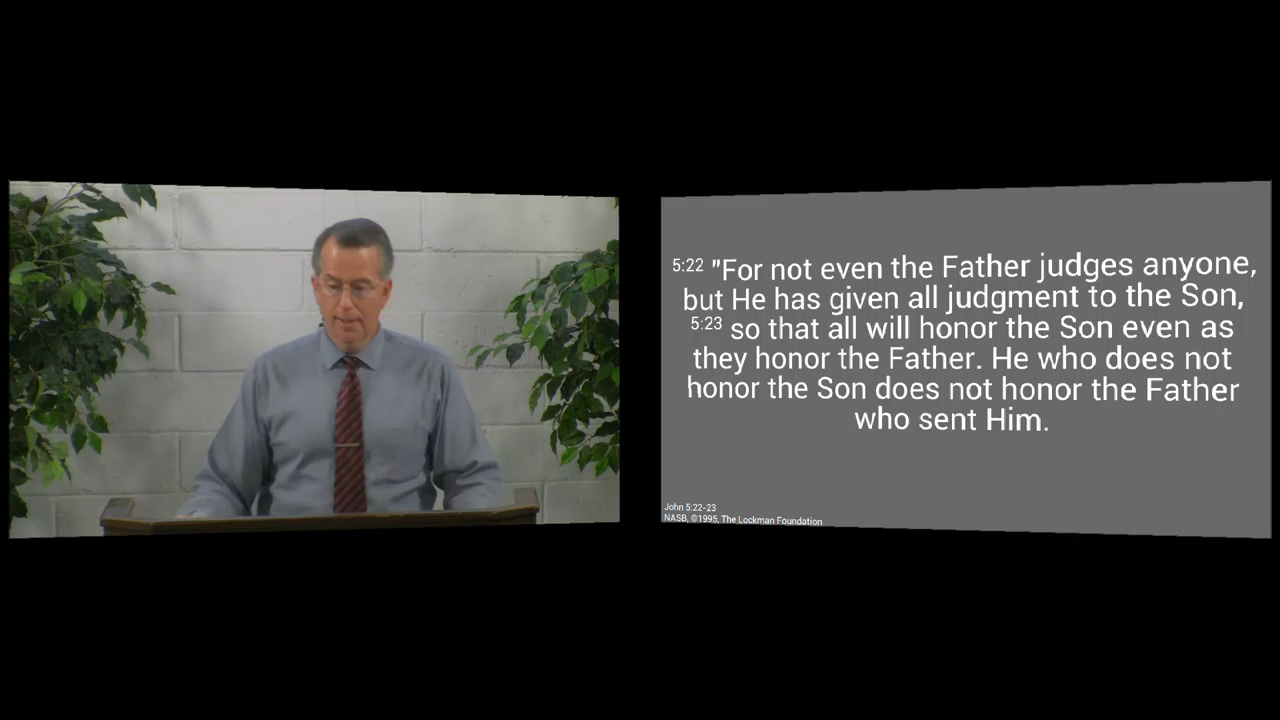 5:22 "For not even the Father judges anyone,
but He has given all judgment to the Son,
5:23 so that all will honor the Son even as
they honor the Father. He who does not
honor the Son does not honor the Father
who sent Him.
John 5:22-23
NASB, ©1995, The Lockman Foundation